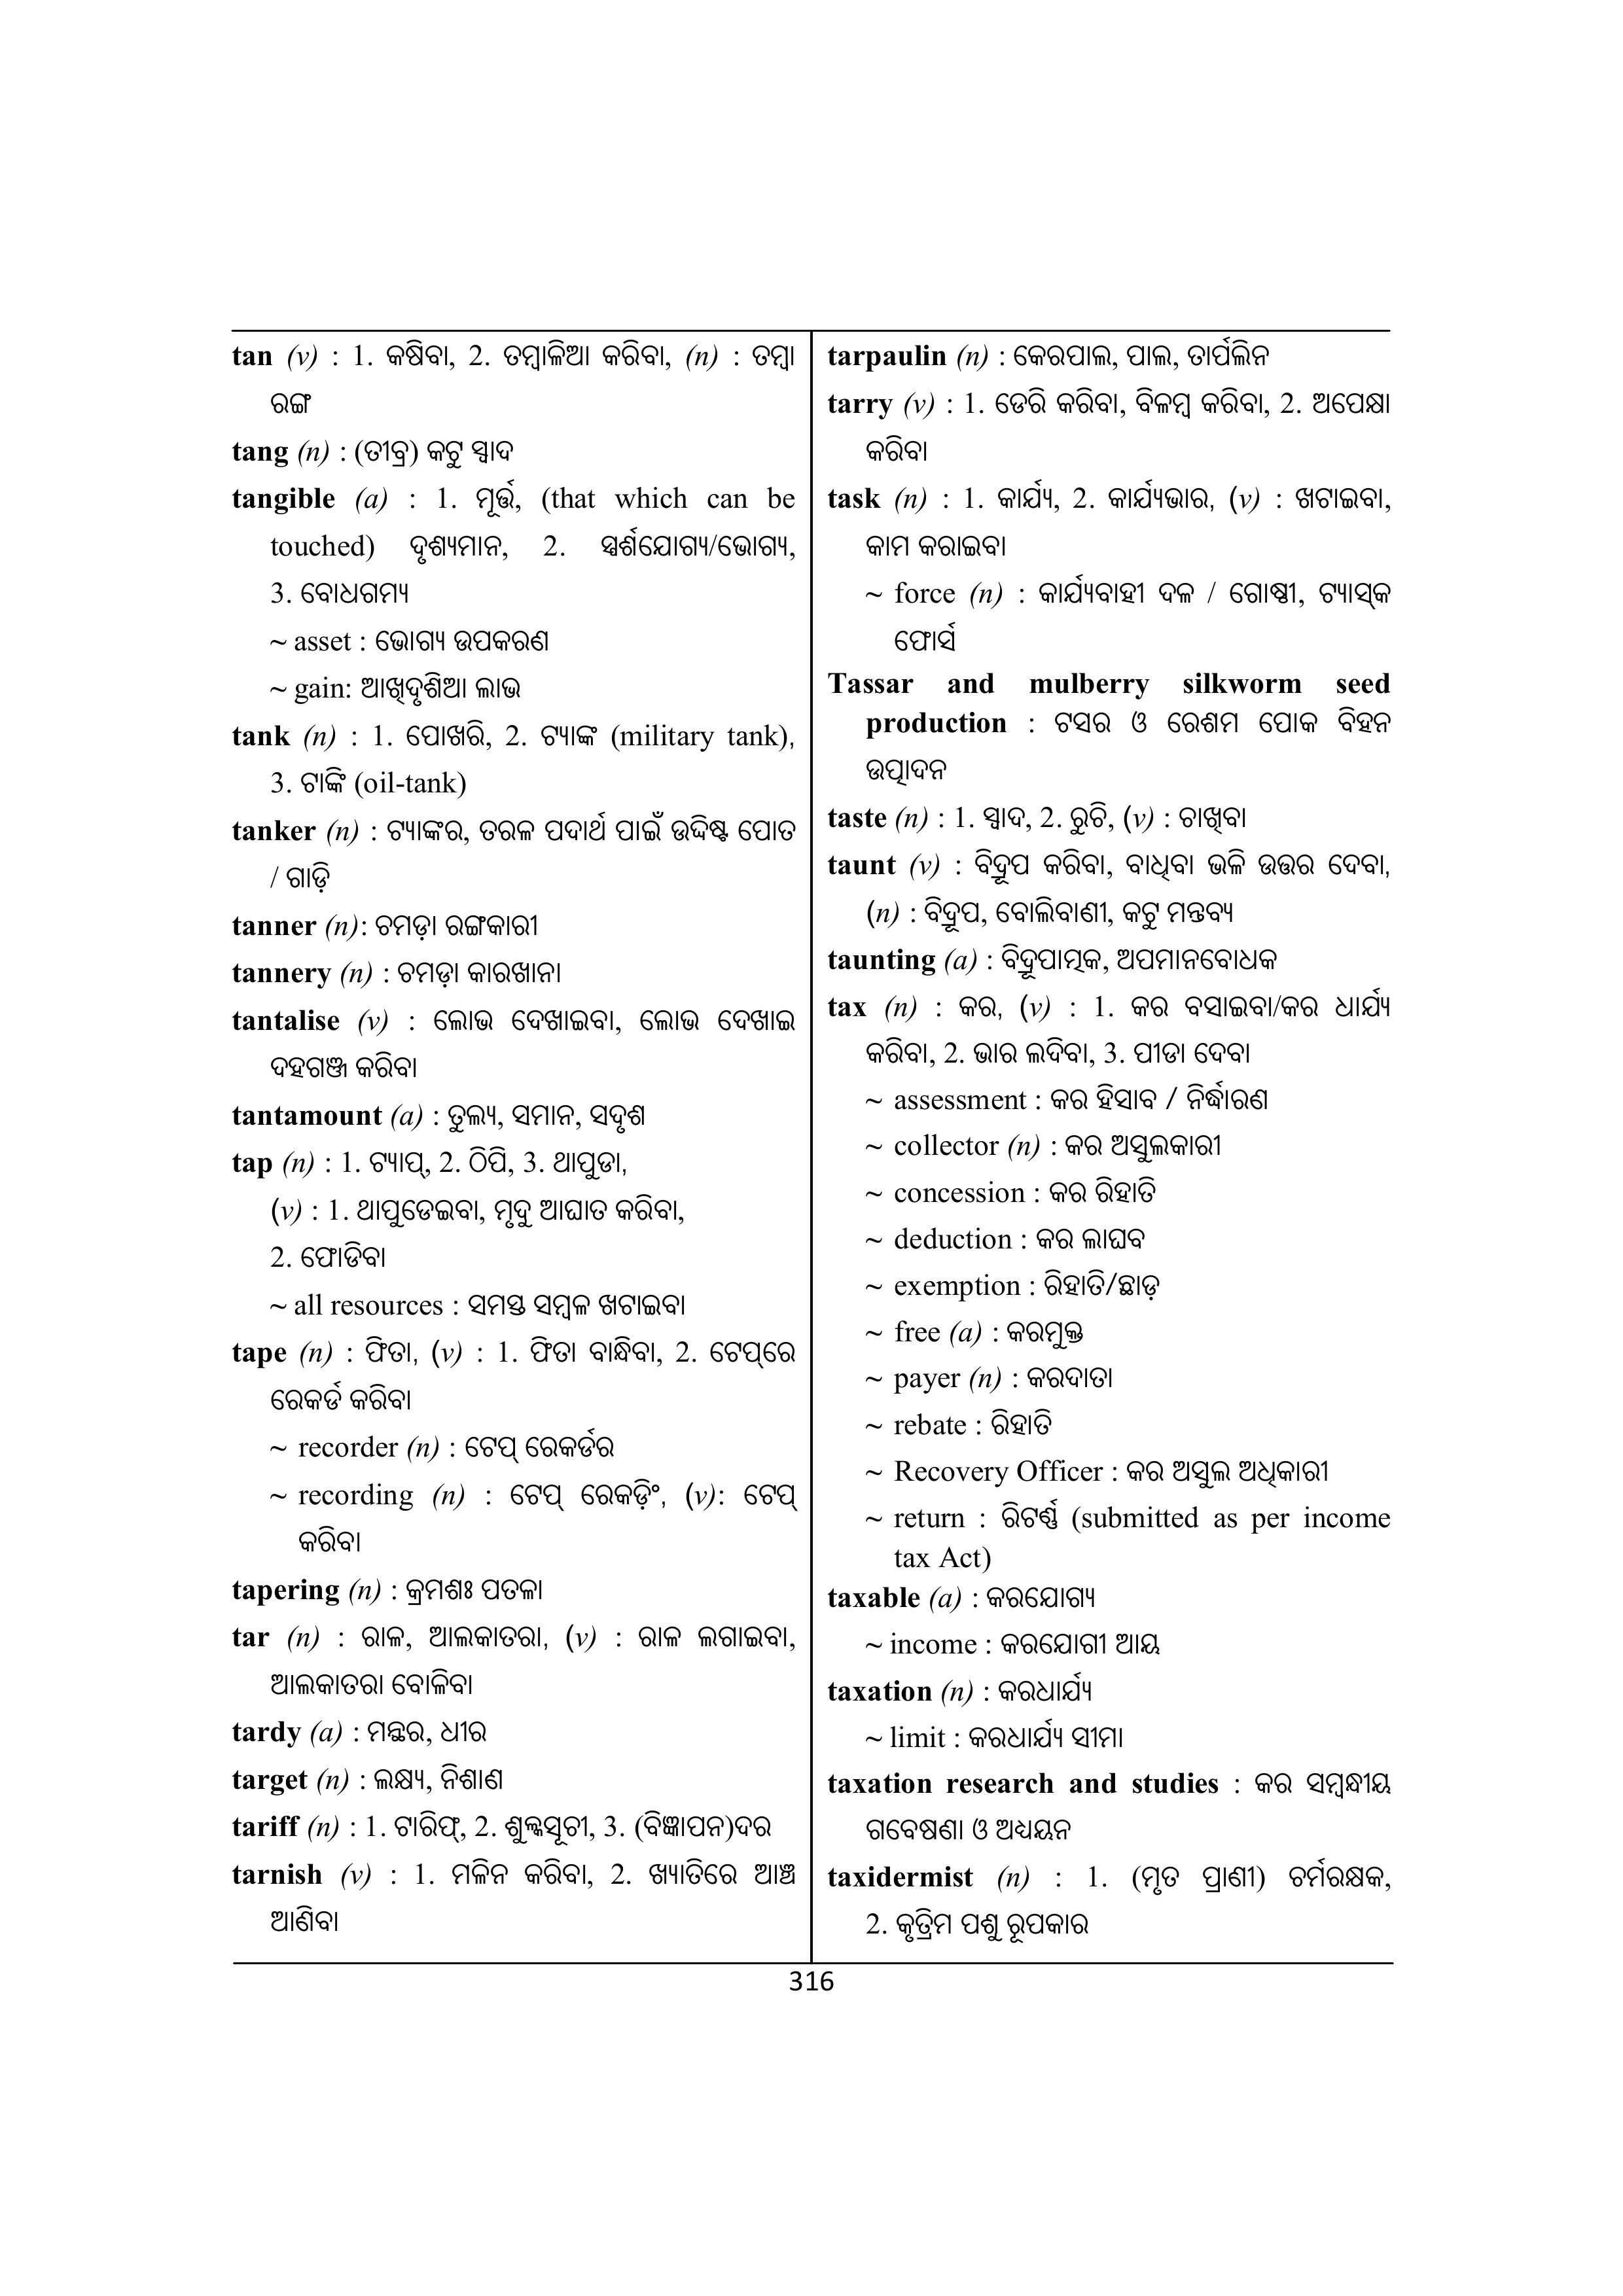 tan (v) : 1. କଷିବା, 2. ତମ୍ବାଳିଆ କରିବା, (n) : ତମ୍ବା
ରଙ୍ଗ
tang (n) : (ତୀବ୍ର) କଟୁ ସ୍ୱାଦ
tangible (a) : 1. ମୂର୍ତ୍ତ, (that which can be
touched) ଦୃଶ୍ୟମାନ, 2. ସ୍ପର୍ଶଯୋଗ୍ୟ/ଭୋଗ୍ୟ,
3. ବୋଧଗମ୍ୟ
~ asset : ଭୋଗ୍ୟ ଉପକରଣ
~ gain: ଆଖିଦୃଶିଆ ଲାଭ
tank (n) : 1. ପୋଖରି, 2. ଟ୍ୟାଙ୍କ (military tank),
3. ଟାଙ୍କି (oil-tank)
tanker (n) : ଟ୍ୟାଙ୍କର, ତରଳ ପଦାର୍ଥ ପାଇଁ ଉଦ୍ଦିଷ୍ଟ ପୋତ
/ ଗାଡ଼ି
tanner (n): ଚମଡ଼ା ରଙ୍ଗକାରୀ
tannery (n) : ଚମଡ଼ା କାରଖାନା
tantalise (v) : ଲୋଭ ଦେଖାଇବା, ଲୋଭ ଦେଖାଇ
ଦହଗଞ୍ଜ କରିବା
tantamount (a) : ତୁଲ୍ୟ, ସମାନ, ସଦୃଶ
tap (n) : 1. ଟ୍ୟାପ୍, 2. ଠିପି, 3. ଥାପୁଡା,
(v) : 1. ଥାପୁଡେଇବା, ମୃଦୁ ଆଘାତ କରିବା,
2. ଫୋଡିବା
~ all resources : ସମସ୍ତ ସମ୍ବଳ ଖଟାଇବା
tape (n) : ଫିତା, (v) : 1. ଫିତା ବାନ୍ଧିବା, 2. ଟେପ୍‌ରେ
ରେକର୍ଡ କରିବା
~ recorder (n) : ଟେପ୍ ରେକର୍ଡର
~ recording (n) : ଟେପ୍ ରେକଡ଼ିଂ, (v): ଟେପ୍
କରିବା
tapering (n) : କ୍ରମଶଃ ପତଳା
tar (n) : ରାଳ, ଆଲକାତରା, (v) : ରାଳ ଲଗାଇବା,
ଆଲକାତରା ବୋଳିବା
tardy (a) : ମନ୍ଥର, ଧୀର
target (n) : ଲକ୍ଷ୍ୟ, ନିଶାଣ
tariff (n) : 1. ଟାରିଫ୍, 2. ଶୁଳ୍କସୂଚୀ, 3. (ବିଜ୍ଞାପନ)ଦର
tarnish (v) : 1. ମଳିନ କରିବା, 2. ଖ୍ୟାତିରେ ଆଞ୍ଚ
ଆଣିବା
tarpaulin (n) : କେରପାଲ, ପାଲ, ତାର୍ପଲିନ
tarry (v) : 1. ଡେରି କରିବା, ବିଳମ୍ବ କରିବା, 2. ଅପେକ୍ଷା
କରିବା
task (n) : 1. କାର୍ଯ୍ୟ, 2. କାର୍ଯ୍ୟଭାର, (v) : ଖଟାଇବା,
କାମ କରାଇବା
~ force (n) : କାର୍ଯ୍ୟବାହୀ ଦଳ / ଗୋଷ୍ଠୀ, ଟ୍ୟାସ୍‌କ
ଫୋର୍ସ
Tassar and mulberry silkworm seed
production : ଟସର ଓ ରେଶମ ପୋକ ବିହନ
ଉତ୍ପାଦନ
taste (n) : 1. ସ୍ୱାଦ, 2. ରୁଚି, (v) : ଚାଖିବା
taunt (v) : ବିଦ୍ରୂପ କରିବା, ବାଧିବା ଭଳି ଉତ୍ତର ଦେବା,
(n) : ବିଦ୍ରୂପ, ବୋଲିବାଣୀ, କଟୁ ମନ୍ତବ୍ୟ
taunting (a) : ବିଦ୍ରୂପାତ୍ମକ, ଅପମାନବୋଧକ
tax (n) : କର, (v) : 1. କର ବସାଇବା/କର ଧାର୍ଯ୍ୟ
କରିବା, 2. ଭାର ଲଦିବା, 3. ପୀଡା ଦେବା
~ assessment : କର ହିସାବ / ନିର୍ଦ୍ଧାରଣ
~ collector (n) : କର ଅସୁଲକାରୀ
~ concession : କର ରିହାତି
~ deduction : କର ଲାଘବ
~ exemption : ରିହାତି/ଛାଡ଼
~ free (a) : କରମୁକ୍ତ
~ payer (n) : କରଦାତା
~ rebate : ରିହାତି
~ Recovery Officer : କର ଅସୁଲ ଅଧିକାରୀ
~ return : ରିଟର୍ଣ୍ଣ (submitted as per income
tax Act)
taxable (a) : କରଯୋଗ୍ୟ
~ income : କରଯୋଗୀ ଆୟ
taxation (n) : କରଧାର୍ଯ୍ୟ
~ limit : କରଧାର୍ଯ୍ୟ ସୀମା
taxation research and studies : କର ସମ୍ବନ୍ଧୀୟ
ଗବେଷଣା ଓ ଅଧ୍ୟୟନ
taxidermist (n) : 1. (ମୃତ ପ୍ରାଣୀ) ଚର୍ମରକ୍ଷକ,
2. କୃତ୍ରିମ ପଶୁ ରୂପକାର
316